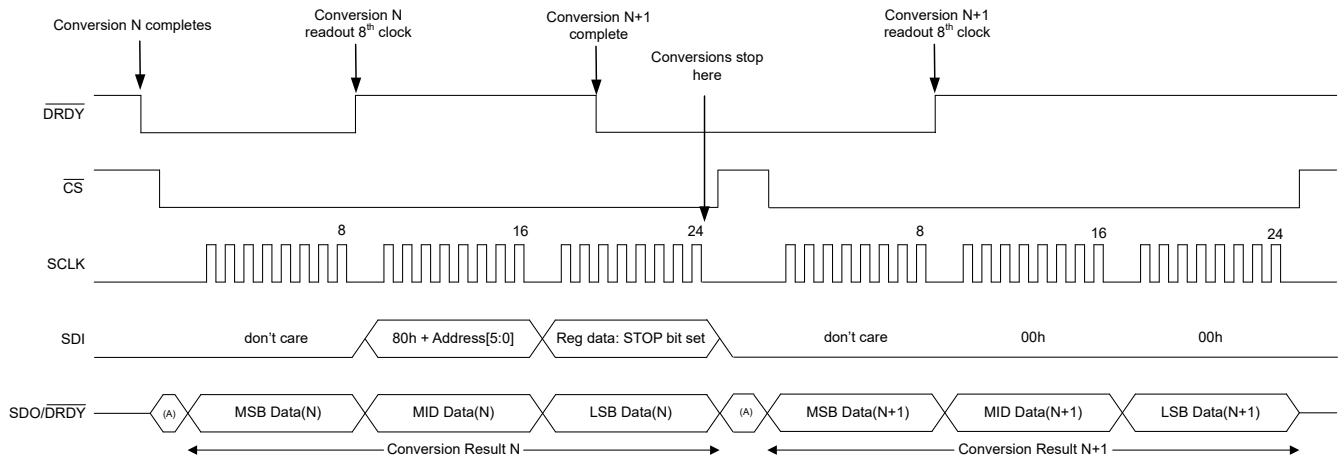 Conversion N completes
Conversion N
readout 8th clock
Conversion N+1
complete
Conversions stop
here
Conversion N+1
readout 8th clock
DRDY
CS
8
16
24
8
16
24
SCLK
SDI
don't care
80h + Address[5:0]
Reg data: STOP bit set
don't care
00h
00h
SDO/DRDY
(A)
MSB Data(N)
MID Data(N)
LSB Data(N)
(A)
MSB Data(N+1)
MID Data(N+1)
LSB Data(N+1)
Conversion Result N
Conversion Result N+1